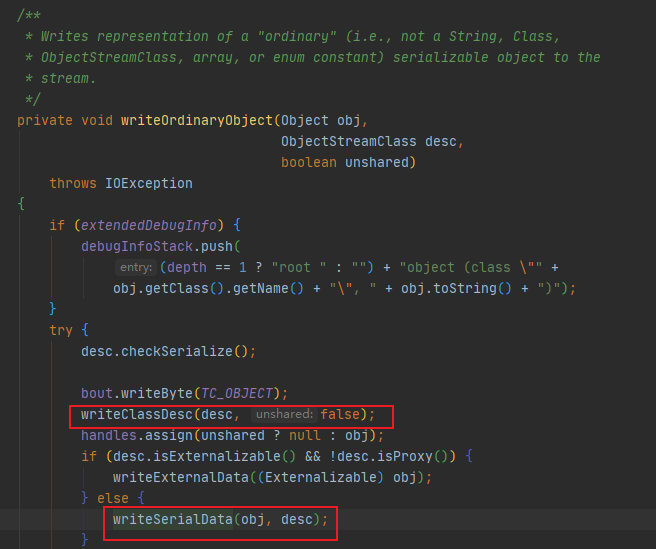 /**
 * Writes representation of a "ordinary" (i.e., not a String, Class,
 * ObjectStreamClass, array, or enum constant) serializable object to the
 * stream.
 */
private void writeOrdinaryObject(Object obj,
                                 ObjectStreamClass desc,
                                 boolean unshared)
    throws IOException
{
    if (extendedDebugInfo) {
        debugInfoStack.push(
            entry: (depth == 1 ? "root " : "") + "object (class \"" +
            obj.getClass().getName() + "\", " + obj.toString() + ")");
    }
    try {
        desc.checkSerialize();

        bout.writeByte(TC_OBJECT);
        writeClassDesc(desc, unshared: false);
        handles.assign(unshared ? null : obj);
        if (desc.isExternalizable() && !desc.isProxy()) {
            writeExternalData((Externalizable) obj);
        } else {
            writeSerialData(obj, desc);
        }